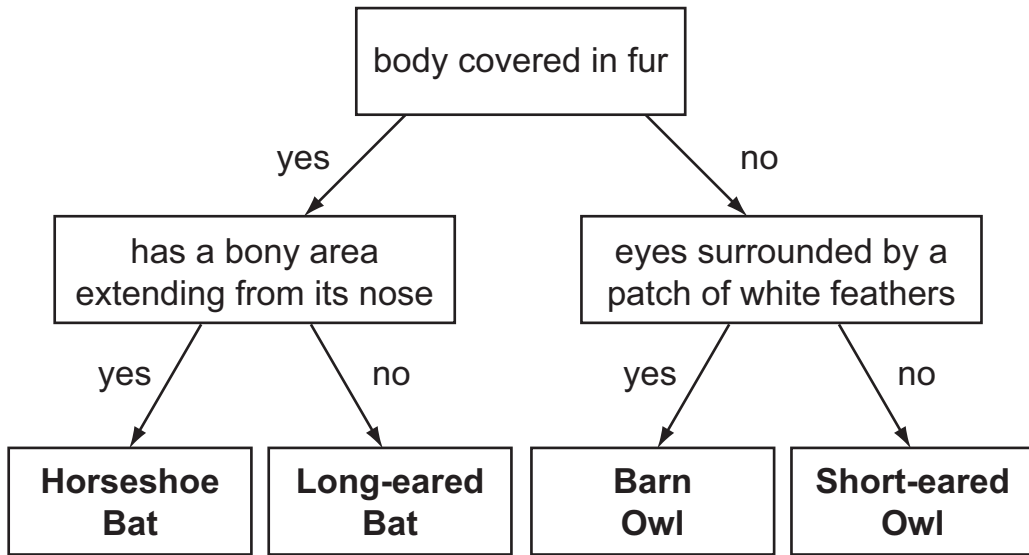 body covered in fur
yes
no
has a bony area
extending from its nose
eyes surrounded by a
patch of white feathers
yes
no
yes
no
Horseshoe
Bat
Long-eared
Bat
Barn
Owl
Short-eared
Owl